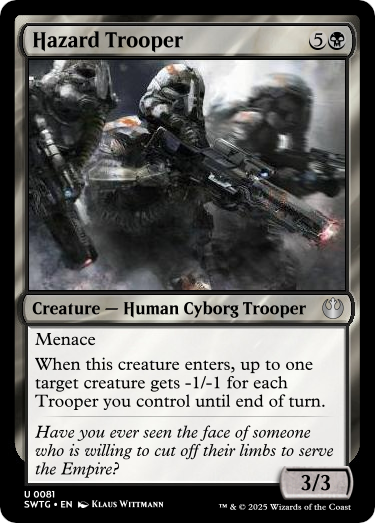 Hazard Trooper 5
Creature — Human Cyborg Trooper
Menace
When this creature enters, up to one
target creature gets -1/-1 for each
Trooper you control until end of turn.
Have you ever seen the face of someone
who is willing to cut off their limbs to serve
the Empire?
3/3
U 0081
SWTG • EN KLAUS WITTMANN
™ & © 2025 Wizards of the Coast